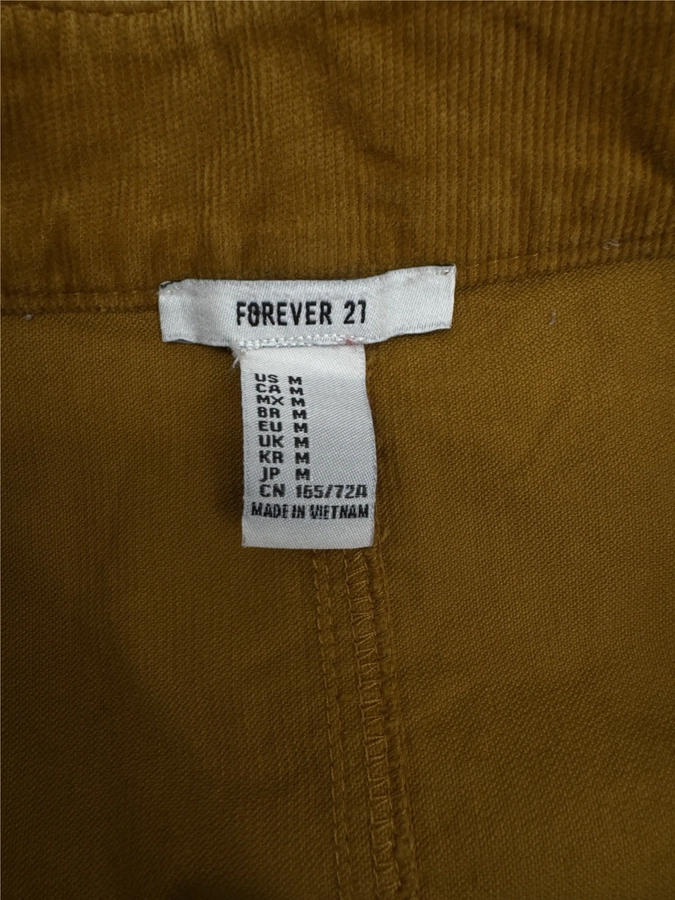 FOREVER 21
US M
CA M
MX M
BR M
EU M
UK M
KR M
JP M
CN 165/72A
MADE IN VIETNAM